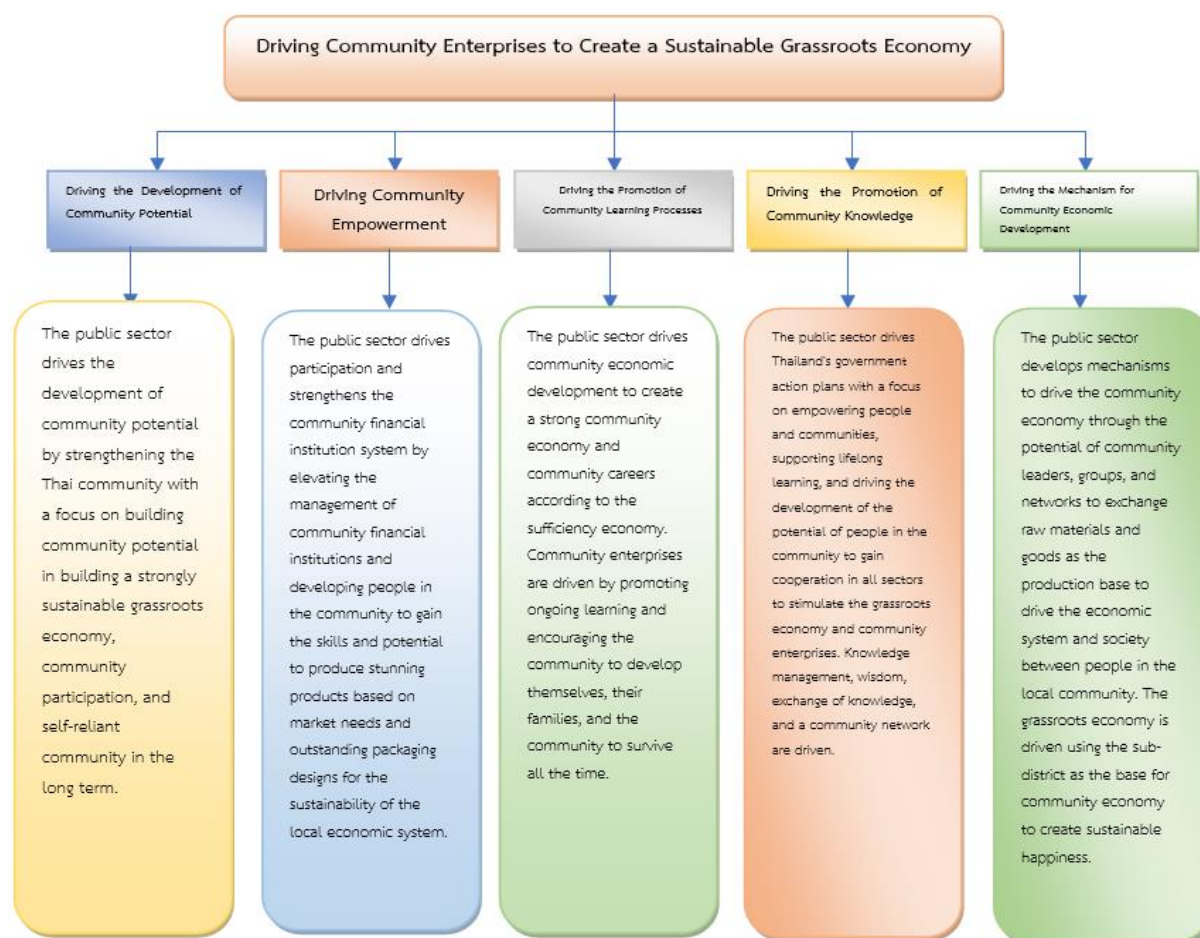 Driving Community Enterprises to Create a Sustainable Grassroots Economy
Driving the Development of
Community Potential
Driving Community
Empowerment
Driving the Promotion of
Community Learning Processes
Driving the Promotion of
Community Knowledge
Driving the Mechanism for
Community Economic
Development
The public sector
drives the
development of
community potential
by strengthening the
Thai community with
a focus on building
community potential
in building a strongly
sustainable grassroots
economy,
community
participation, and
self-reliant
community in the
long term.
The public sector drives
participation and
strengthens the
community financial
institution system by
elevating the
management of
community financial
institutions and
developing people in
the community to gain
the skills and potential
to produce stunning
products based on
market needs and
outstanding packaging
designs for the
sustainability of the
local economic system.
The public sector drives
community economic
development to create
a strong community
economy and
community careers
according to the
sufficiency economy.
Community enterprises
are driven by promoting
ongoing learning and
encouraging the
community to develop
themselves, their
families, and the
community to survive
all the time.
The public sector drives
Thailand's government
action plans with a focus
on empowering people
and communities,
supporting lifelong
learning, and driving the
development of the
potential of people in the
community to gain
cooperation in all sectors
to stimulate the grassroots
economy and community
enterprises. Knowledge
management, wisdom,
exchange of knowledge,
and a community network
are driven.
The public sector
develops mechanisms
to drive the community
economy through the
potential of community
leaders, groups, and
networks to exchange
raw materials and
goods as the
production base to
drive the economic
system and society
between people in the
local community. The
grassroots economy is
driven using the sub-
district as the base for
community economy
to create sustainable
happiness.